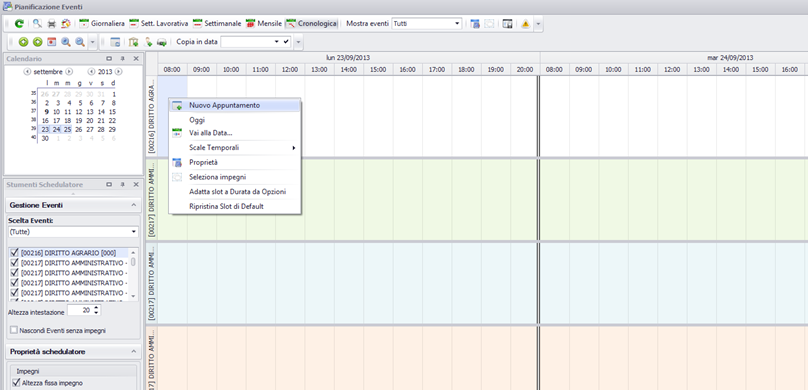 Pianificazione Eventi
Giornaliera Sett. Lavorativa Settimanale Mensile Cronologica Mostra eventi Tutti
Copia in data
Calendario
settembre 2013
l m m g v s d
35 26 27 28 29 30 31 1
36 2 3 4 5 6 7 8
37 9 10 11 12 13 14 15
38 16 17 18 19 20 21 22
39 23 24 25 26 27 28 29
40 30 1 2 3 4 5 6
Strumenti Schedulatore
Gestione Eventi
Scelta Eventi:
(Tutte)
[00216] DIRITTO AGRARIO [000]
[00217] DIRITTO AMMINISTRATIVO -
[00217] DIRITTO AMMINISTRATIVO -
[00217] DIRITTO AMMINISTRATIVO -
Altezza intestazione 20
Nascondi Eventi senza impegni
Proprietà schedulatore
Impegni
Altezza fissa impegno
lun 23/09/2013 mar 24/09/2013
08:00 09:00 10:00 11:00 12:00 13:00 14:00 15:00 16:00 17:00 18:00 19:00 20:00 08:00 09:00 10:00 11:00 12:00 13:00 14:00 15:00 16:00
[00216] DIRITTO AGRA...
[00217] DIRITTO AMMI...
[00217] DIRITTO AMMI...
[00217] DIRITTO AMMI...
Nuovo Appuntamento
Oggi
Vai alla Data...
Scale Temporali
Proprietà
Seleziona impegni
Adatta slot a Durata da Opzioni
Ripristina Slot di Default